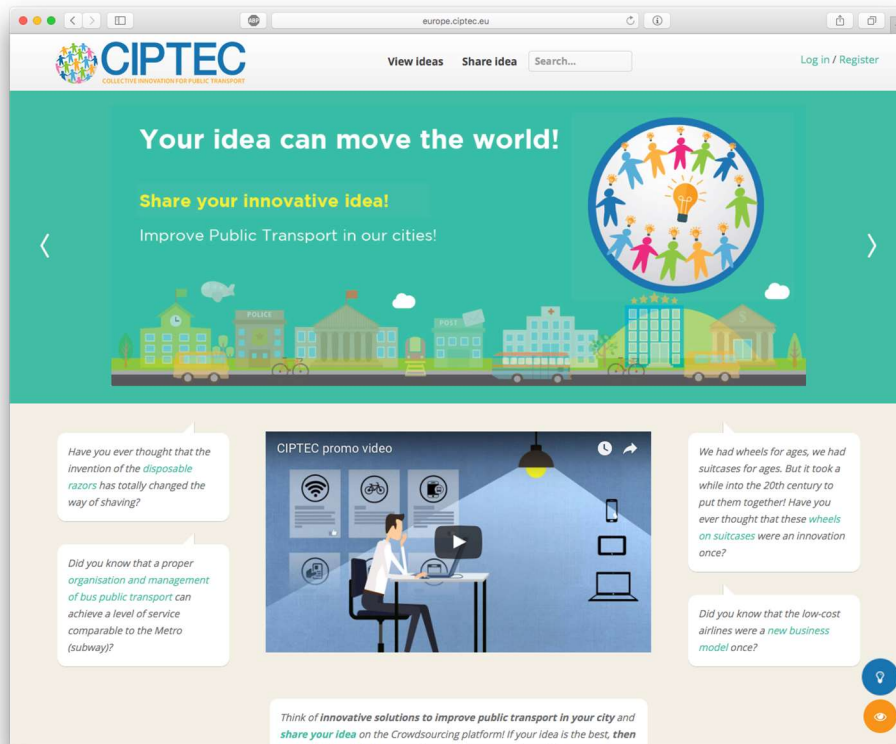 ABP
europe.ciptec.eu
CIPTEC
COLLECTIVE INNOVATION FOR PUBLIC TRANSPORT
View ideas
Share idea
Search...
Log in / Register
Your idea can move the world!
Share your innovative idea!
Improve Public Transport in our cities!
POLICE
POST
S
Have you ever thought that the
invention of the disposable
razors has totally changed the
way of shaving?
Did you know that a proper
organisation and management
of bus public transport can
achieve a level of service
comparable to the Metro
(subway)?
CIPTEC promo video
We had wheels for ages, we had
suitcases for ages. But it took a
while into the 20th century to
put them together! Have you
ever thought that these wheels
on suitcases were an innovation
once?
Did you know that the low-cost
airlines were a new business
model once?
Think of innovative solutions to improve public transport in your city and
share your idea on the Crowdsourcing platform! If your idea is the best, then